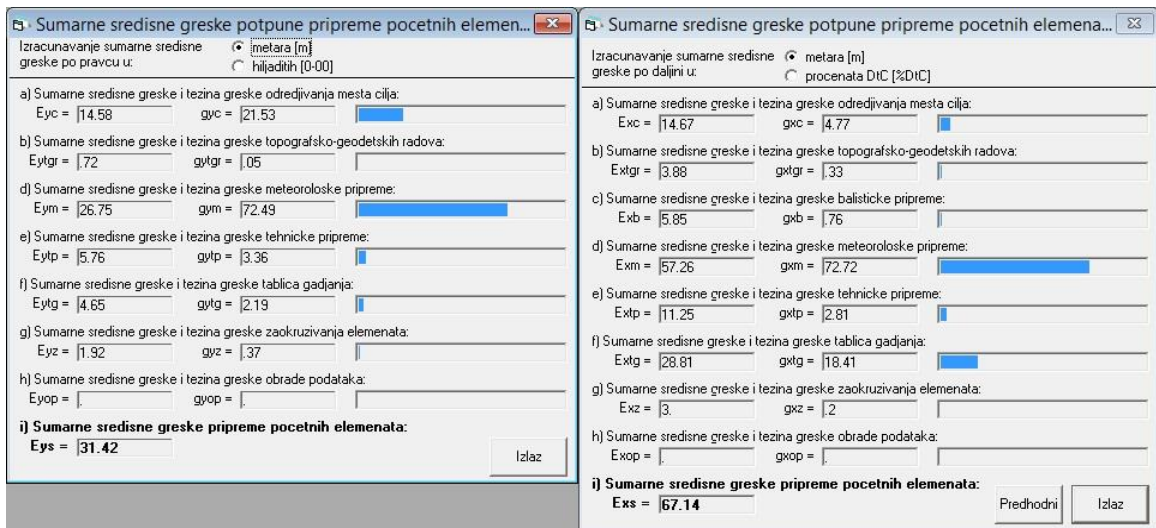 Sumarne sredisne greske potpune pripreme pocetnih elemen...
Izracunavanje sumarne sredisne greske po pravcu u:
metara [m]
hiljaditih [0-00]
a) Sumarne sredisne greske i tezina greske odredjivanja mesta cilja:
Eyc = 14.58 gyc = 21.53
b) Sumarne sredisne greske i tezina greske topografsko-geodetskih radova:
Eytgr = .72 gytgr = .05
d) Sumarne sredisne greske i tezina greske meteoroloske pripreme:
Eym = 26.75 gym = 72.49
e) Sumarne sredisne greske i tezina greske tehnicke pripreme:
Eytp = 5.76 gytp = 3.36
f) Sumarne sredisne greske i tezina greske tablica gadjanja:
Eytg = 4.65 gytg = 2.19
g) Sumarne sredisne greske i tezina greske zaokruzivanja elemenata:
Eyz = 1.92 gyz = .37
h) Sumarne sredisne greske i tezina greske obrade podataka:
Eyop = . gyop = .
i) Sumarne sredisne greske pripreme pocetnih elemenata:
Eys = 31.42
Izlaz
Sumarne sredisne greske potpune pripreme pocetnih elemenata...
Izracunavanje sumarne sredisne greske po daljini u:
metara [m]
procenata DtC [%DtC]
a) Sumarne sredisne greske i tezina greske odredjivanja mesta cilja:
Exc = 14.67 gxc = 4.77
b) Sumarne sredisne greske i tezina greske topografsko-geodetskih radova:
Extgr = 3.88 gxtgr = .33
c) Sumarne sredisne greske i tezina greske balisticke pripreme:
Exb = 5.85 gxb = .76
d) Sumarne sredisne greske i tezina greske meteoroloske pripreme:
Exm = 57.26 gxm = 72.72
e) Sumarne sredisne greske i tezina greske tehnicke pripreme:
Extp = 11.25 gxtp = 2.81
f) Sumarne sredisne greske i tezina greske tablica gadjanja:
Extg = 28.81 gxtg = 18.41
g) Sumarne sredisne greske i tezina greske zaokruzivanja elemenata:
Exz = 3. gxz = .2
h) Sumarne sredisne greske i tezina greske obrade podataka:
Exop = . gxop = .
i) Sumarne sredisne greske pripreme pocetnih elemenata:
Exs = 67.14
Predhodni
Izlaz